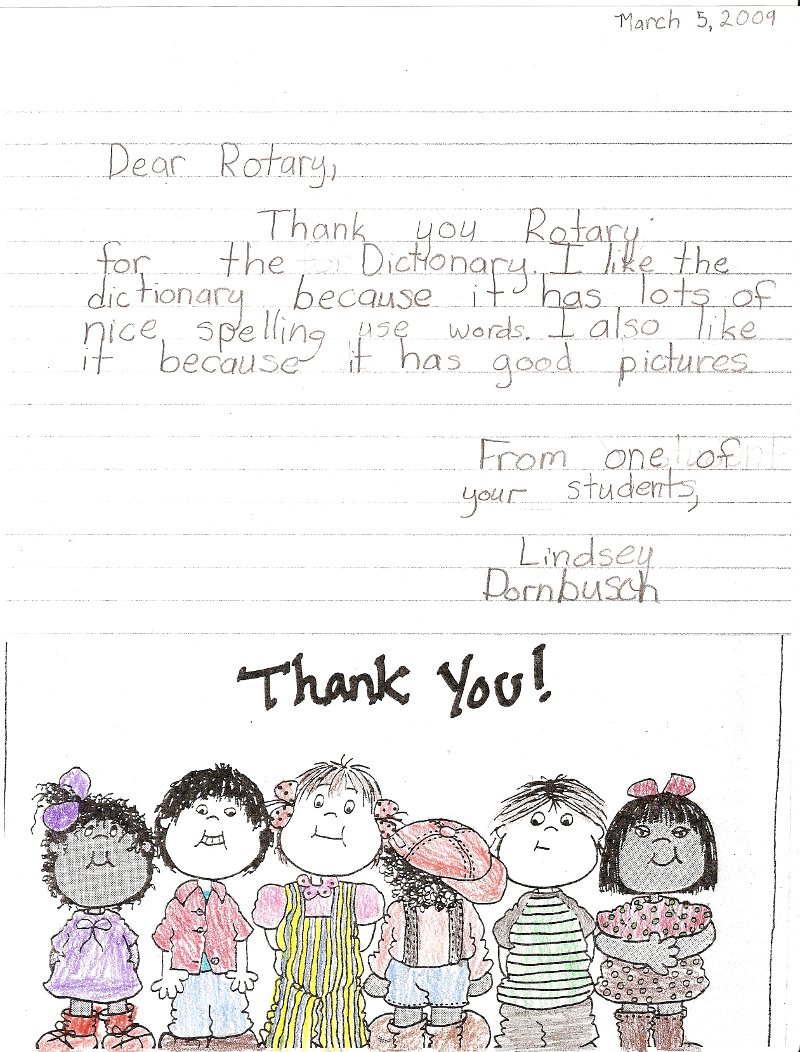 March 5, 2009
Dear Rotary,
Thank you Rotary
for the Dictionary. I like the
dictionary because it has lots of
nice spelling use words. I also like
it because it has good pictures
From one of
your students,
Lindsey
Dornbusch
Thank You!